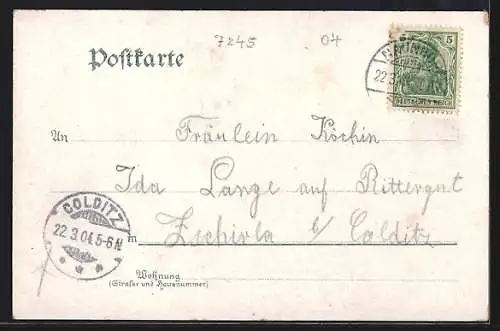 7245 04
Postkarte
5
DEUTSCHES REICH
22.3.
An Fräulein Köchin
Ida Lange auf Rittergut
COLDITZ
22.3.04.5-6N
* * *
in Zschirla b/ Colditz
Wohnung
(Straße und Hausnummer)